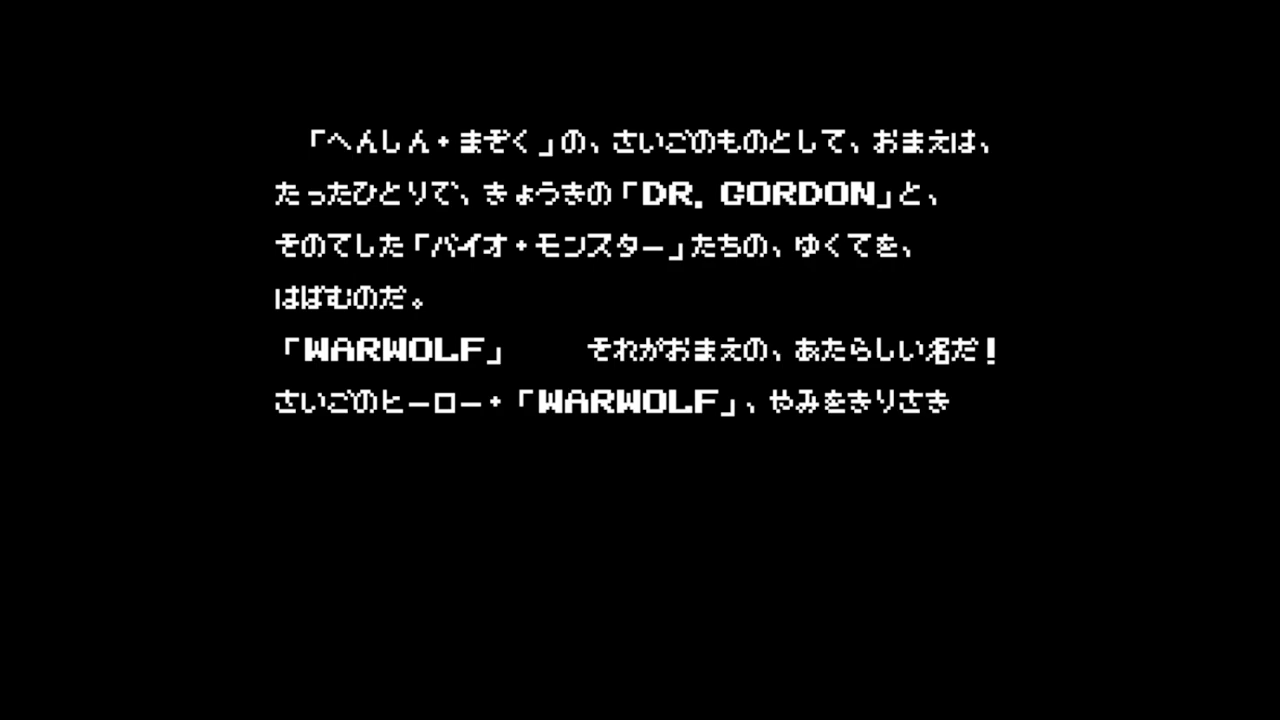 「へんしん・まぞく」の、さいごのものとして、おまえは、
たったひとりで、きょうきの「DR. GORDON」と、
そのてした「バイオ・モンスター」たちの、ゆくてを、
はばむのだ。
「WARWOLF」　　　それがおまえの、あたらしい名だ!
さいごのヒーロー・「WARWOLF」、やみをきりさき